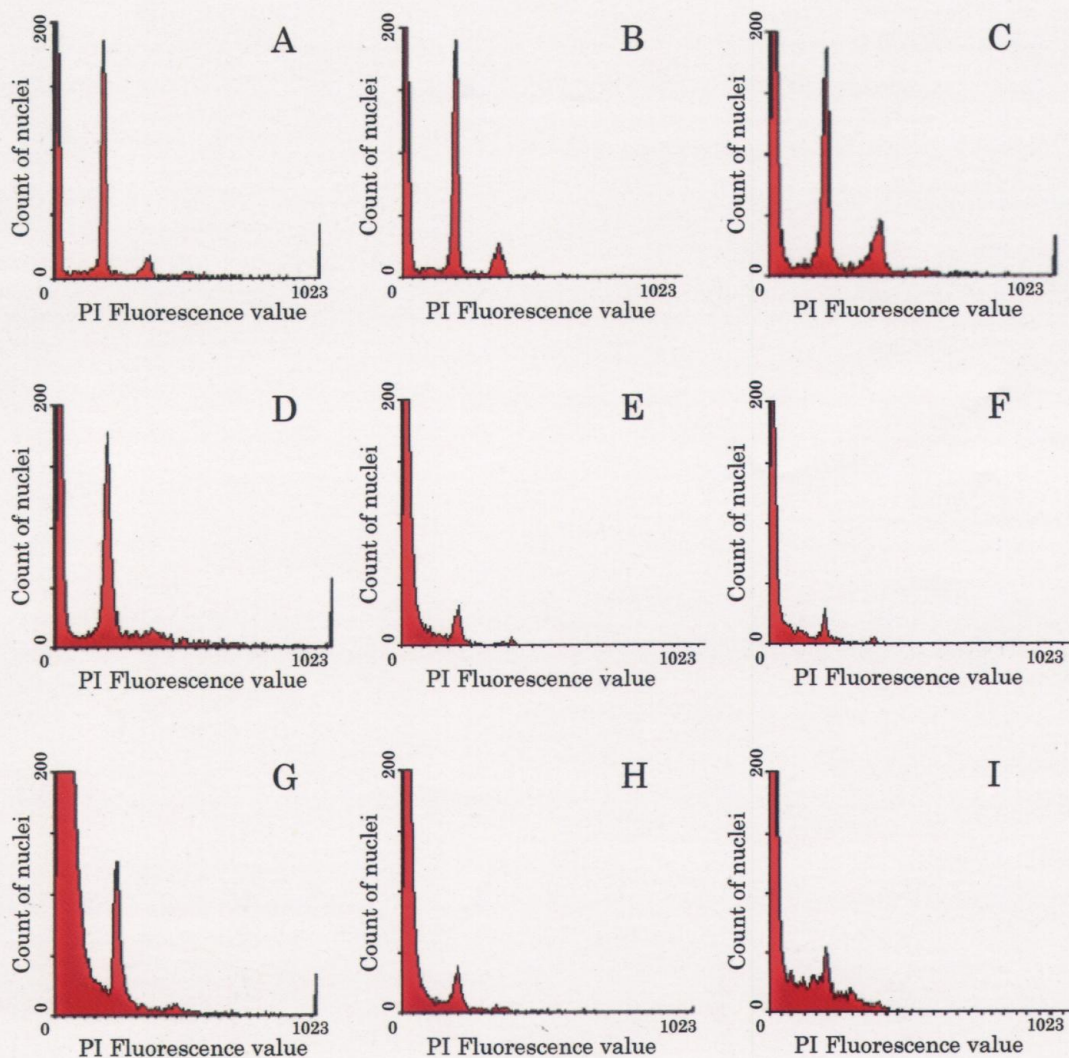 A
200
Count of nuclei
0
0 1023
PI Fluorescence value
B
200
Count of nuclei
0
0 1023
PI Fluorescence value
C
200
Count of nuclei
0
0 1023
PI Fluorescence value
D
200
Count of nuclei
0
0 1023
PI Fluorescence value
E
200
Count of nuclei
0
0 1023
PI Fluorescence value
F
200
Count of nuclei
0
0 1023
PI Fluorescence value
G
200
Count of nuclei
0
0 1023
PI Fluorescence value
H
200
Count of nuclei
0
0 1023
PI Fluorescence value
I
200
Count of nuclei
0
0 1023
PI Fluorescence value